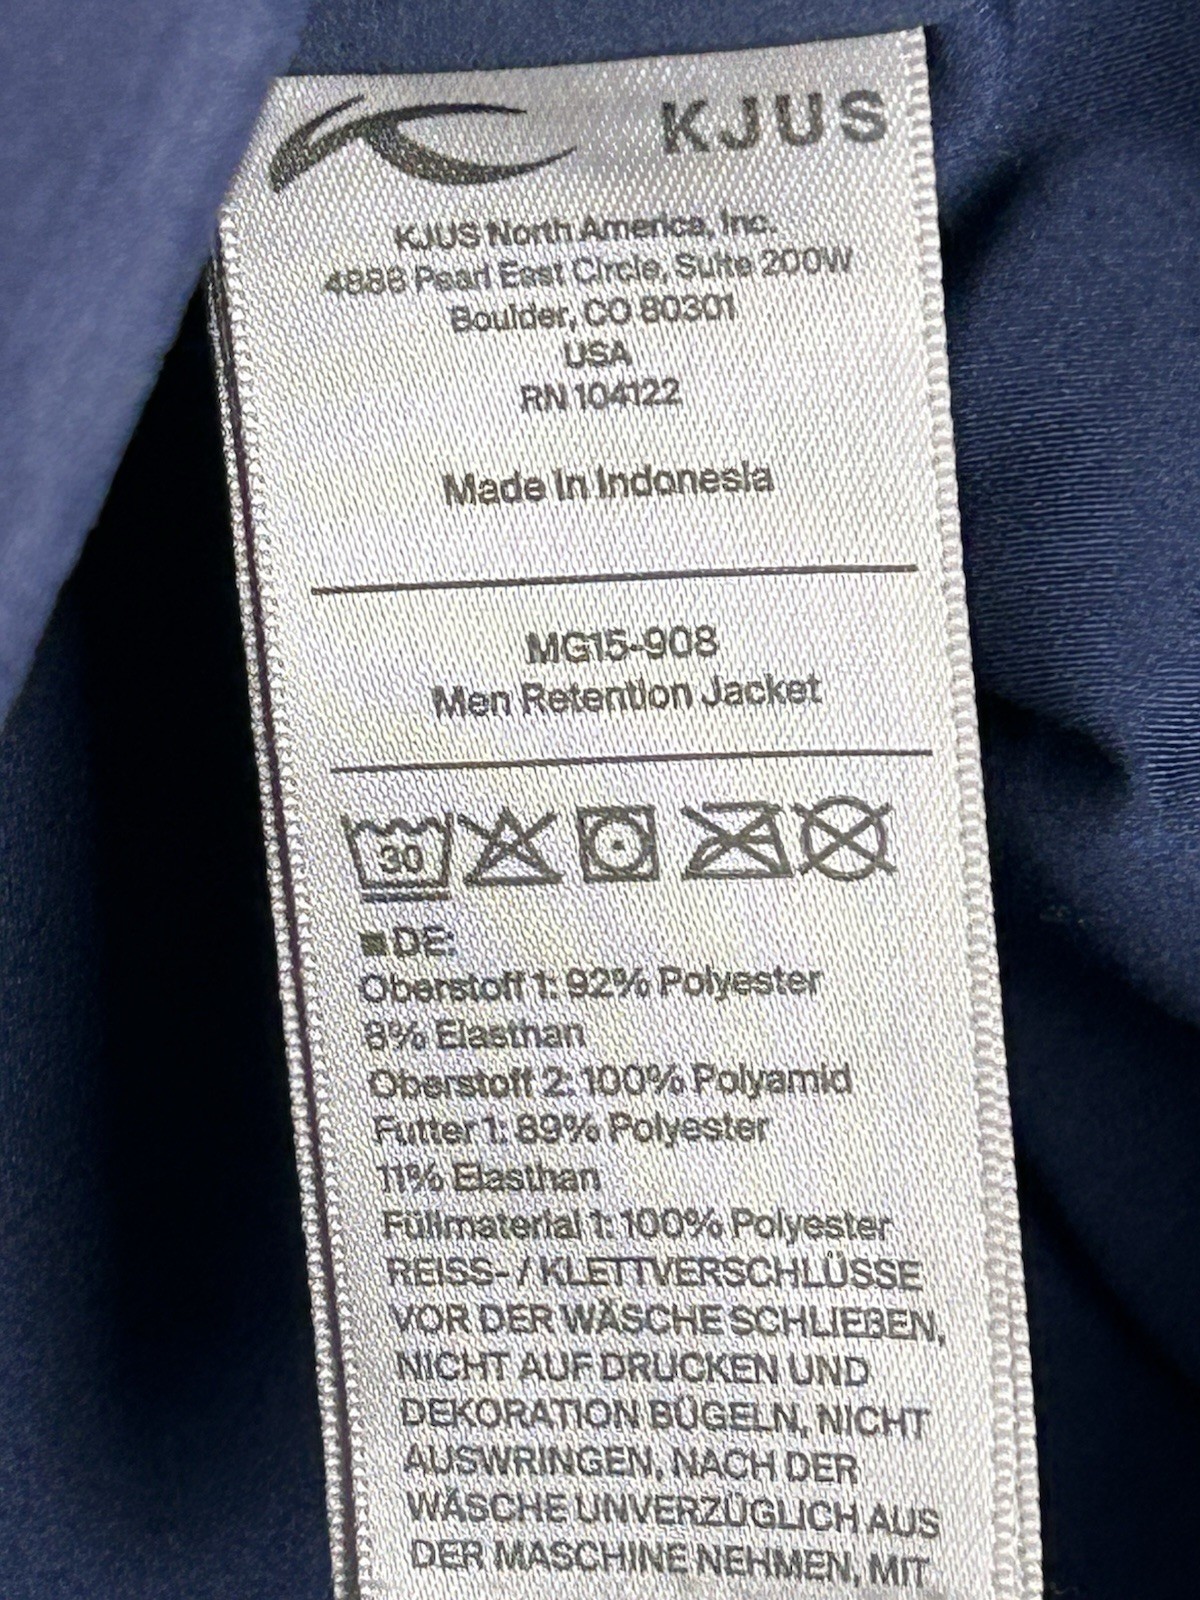 KJUS
KJUS North America, Inc.
4888 Pearl East Circle, Suite 200W
Boulder, CO 80301
USA
RN 104122
Made in Indonesia
MG15-908
Men Retention Jacket
30
DE:
Oberstoff 1: 92% Polyester
8% Elasthan
Oberstoff 2: 100% Polyamid
Futter 1: 89% Polyester
11% Elasthan
Füllmaterial 1: 100% Polyester
REISS- / KLETTVERSCHLÜSSE
VOR DER WÄSCHE SCHLIEßEN,
NICHT AUF DRUCKEN UND
DEKORATION BÜGELN, NICHT
AUSWRINGEN, NACH DER
WÄSCHE UNVERZÜGLICH AUS
DER MASCHINE NEHMEN, MIT